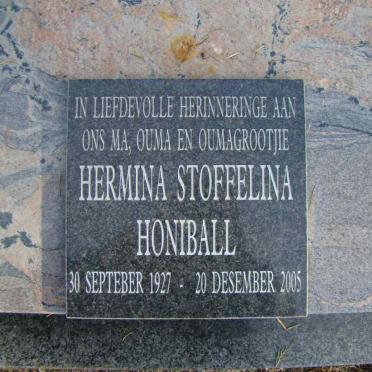 IN LIEFDEVOLLE HERINNERINGE AAN
ONS MA, OUMA EN OUMAGROOTJIE
HERMINA STOFFELINA
HONIBALL
30 SEPTEBER 1927 - 20 DESEMBER 2005